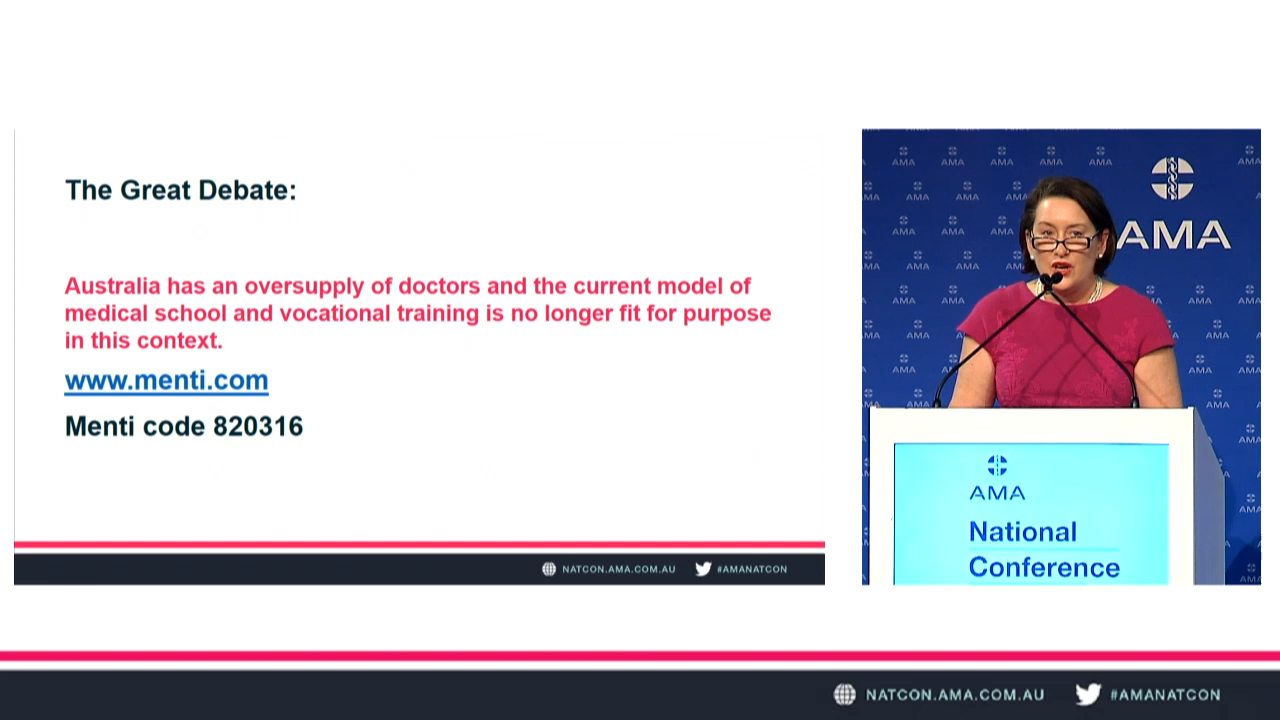 The Great Debate:
Australia has an oversupply of doctors and the current model of
medical school and vocational training is no longer fit for purpose
in this context.
www.menti.com
Menti code 820316
NATCON.AMA.COM.AU #AMANATCON
AMA
AMA
National
Conference
NATCON.AMA.COM.AU #AMANATCON